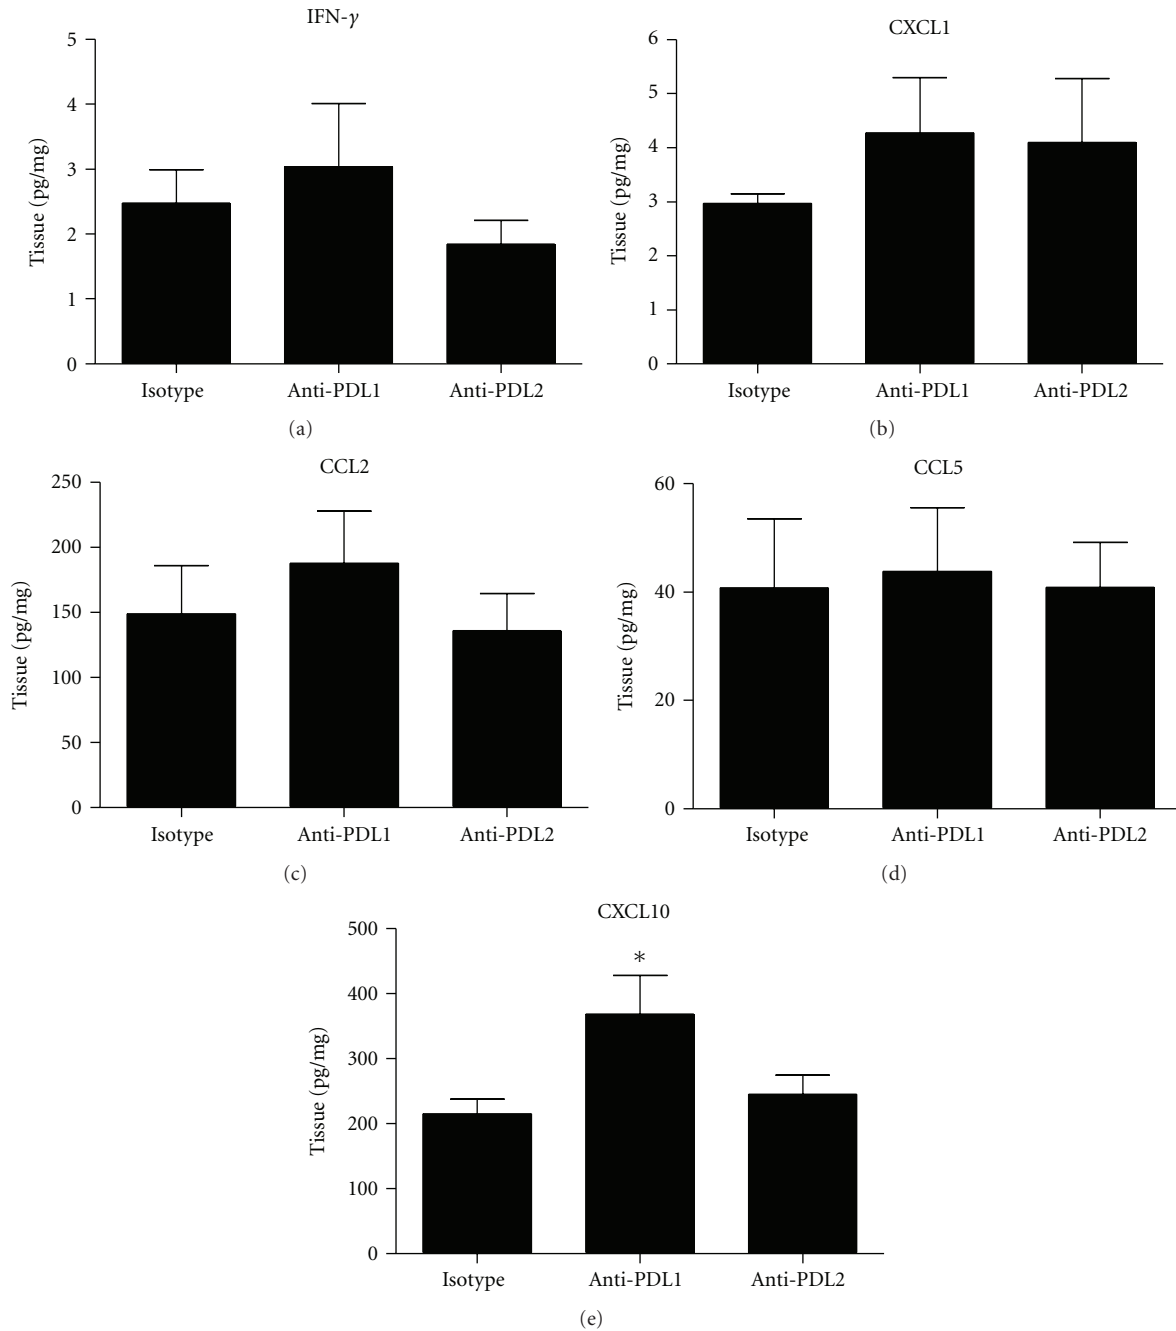 IFN-γ
5
4
3
2
1
0
Tissue (pg/mg)
Isotype Anti-PDL1 Anti-PDL2
(a)
CXCL1
6
5
4
3
2
1
0
Tissue (pg/mg)
Isotype Anti-PDL1 Anti-PDL2
(b)
CCL2
250
200
150
100
50
0
Tissue (pg/mg)
Isotype Anti-PDL1 Anti-PDL2
(c)
CCL5
60
40
20
0
Tissue (pg/mg)
Isotype Anti-PDL1 Anti-PDL2
(d)
CXCL10
500
400
300
200
100
0
Tissue (pg/mg)
*
Isotype Anti-PDL1 Anti-PDL2
(e)